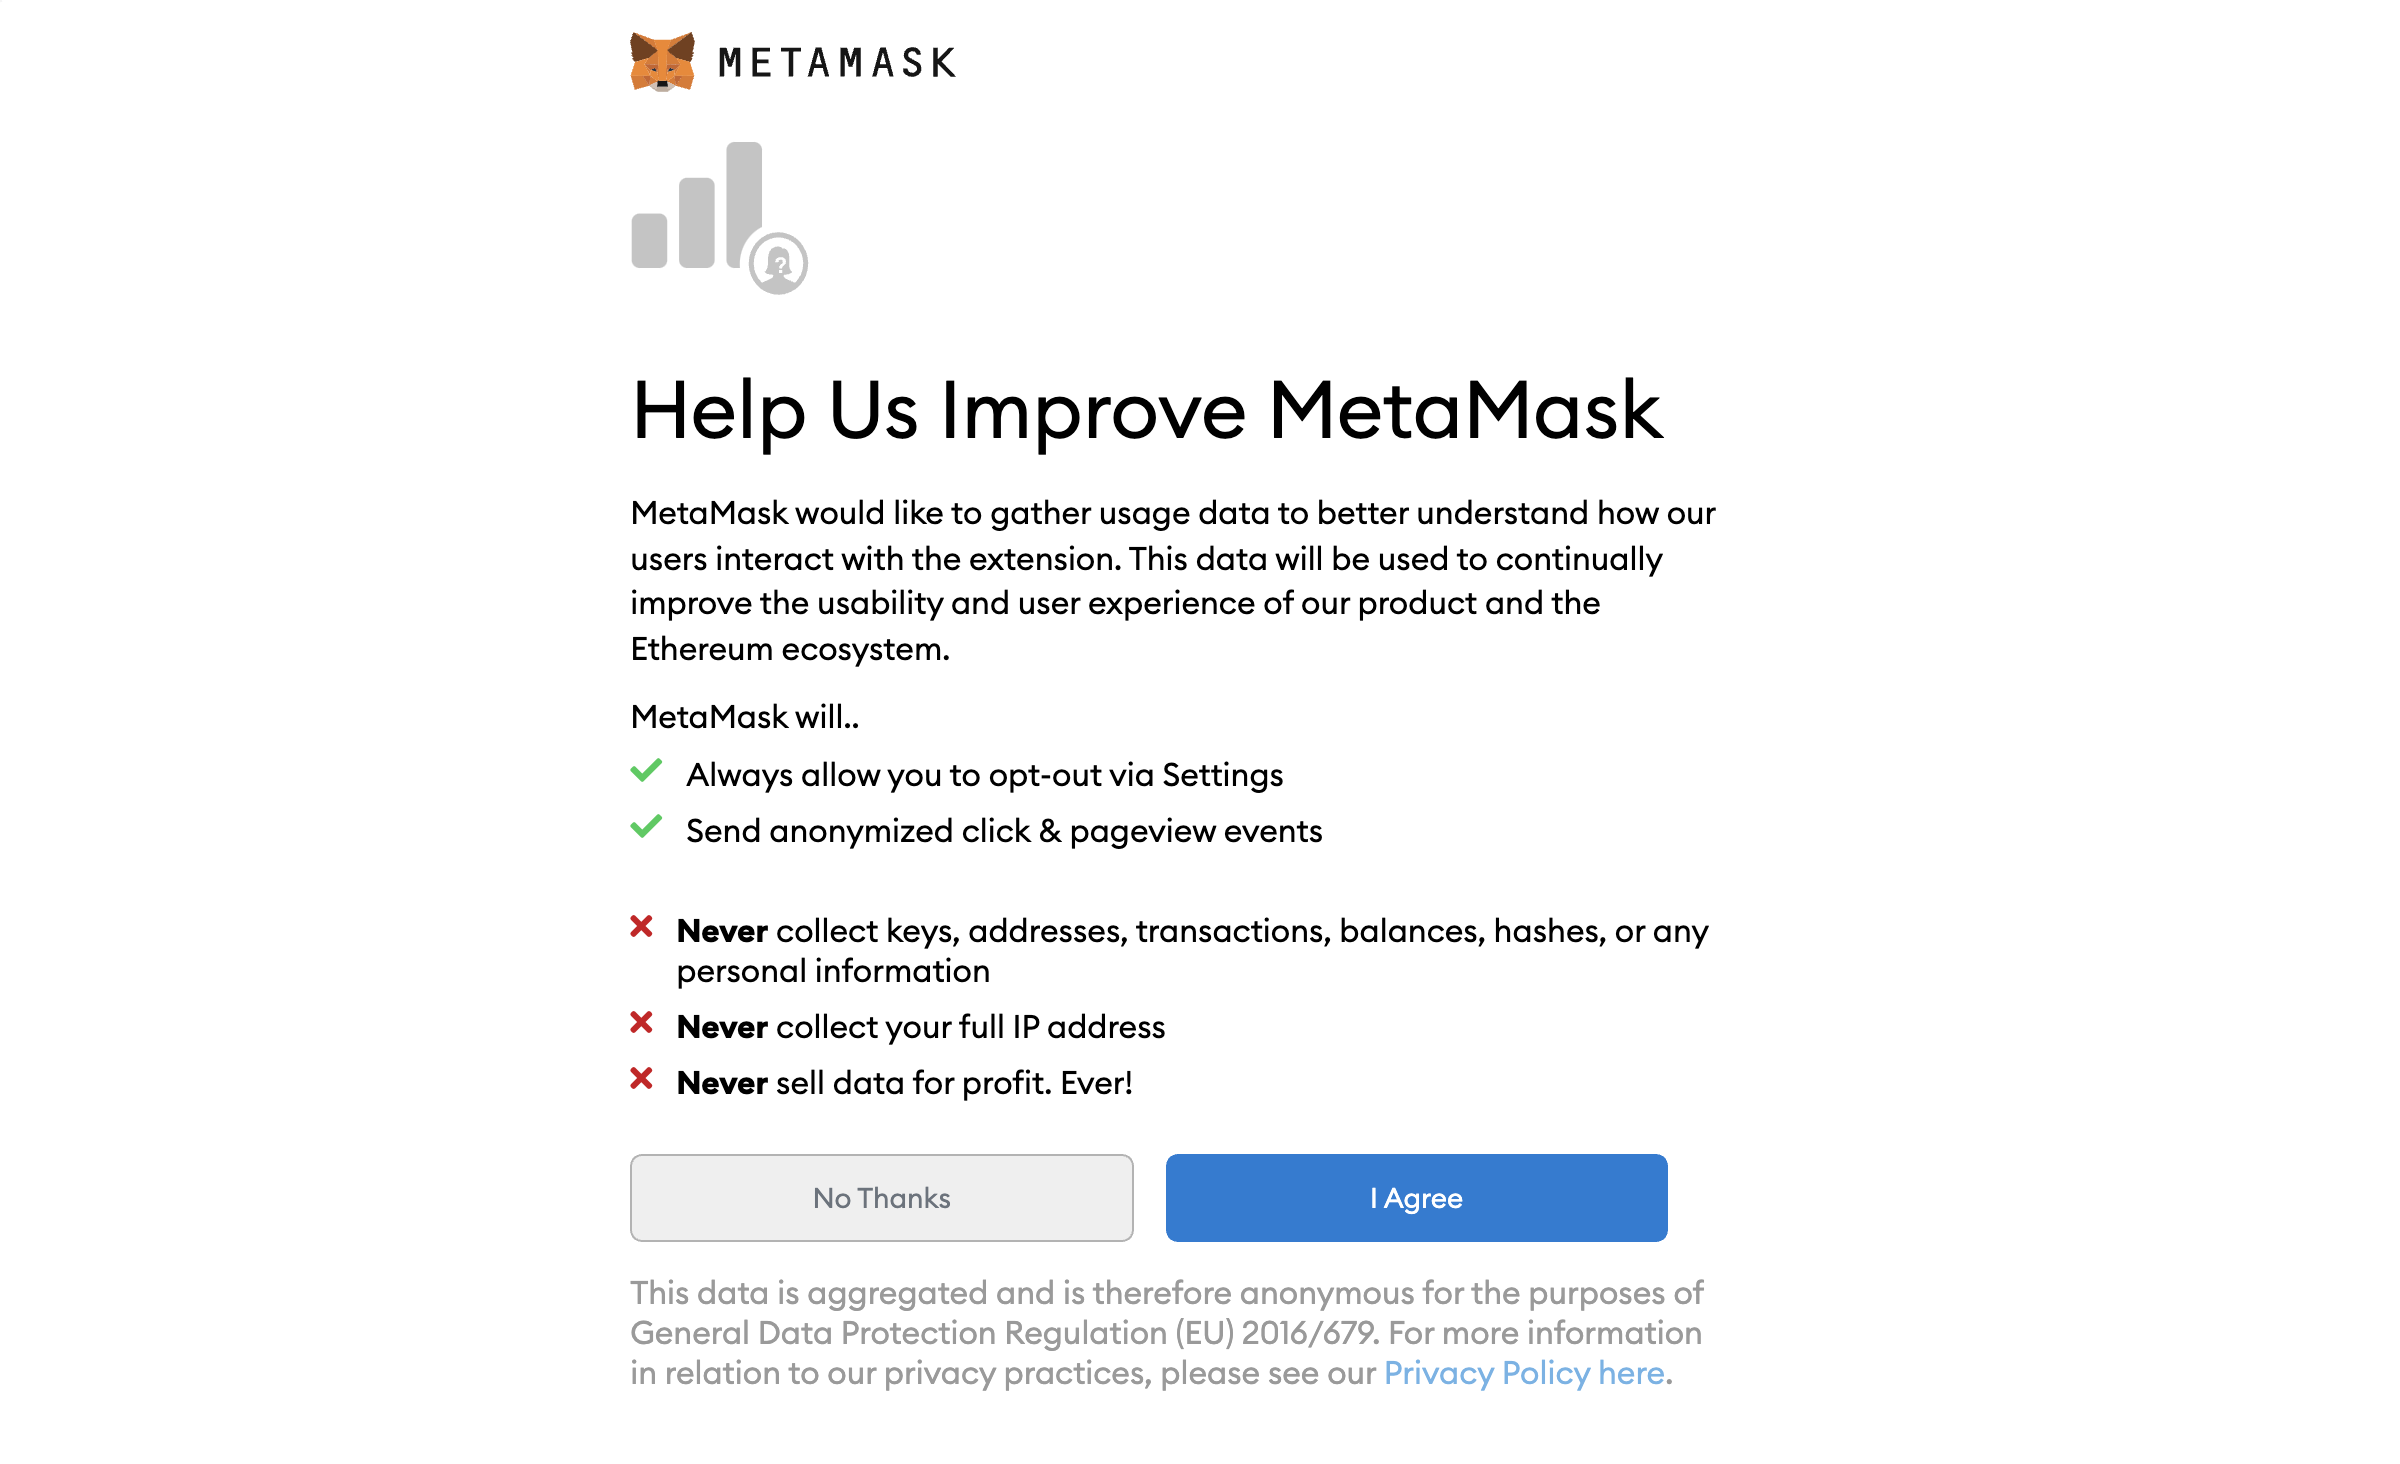 METAMASK
?
Help Us Improve MetaMask
MetaMask would like to gather usage data to better understand how our
users interact with the extension. This data will be used to continually
improve the usability and user experience of our product and the
Ethereum ecosystem.
MetaMask will..
Always allow you to opt-out via Settings
Send anonymized click & pageview events
Never collect keys, addresses, transactions, balances, hashes, or any
personal information
Never collect your full IP address
Never sell data for profit. Ever!
No Thanks
I Agree
This data is aggregated and is therefore anonymous for the purposes of
General Data Protection Regulation (EU) 2016/679. For more information
in relation to our privacy practices, please see our Privacy Policy here.